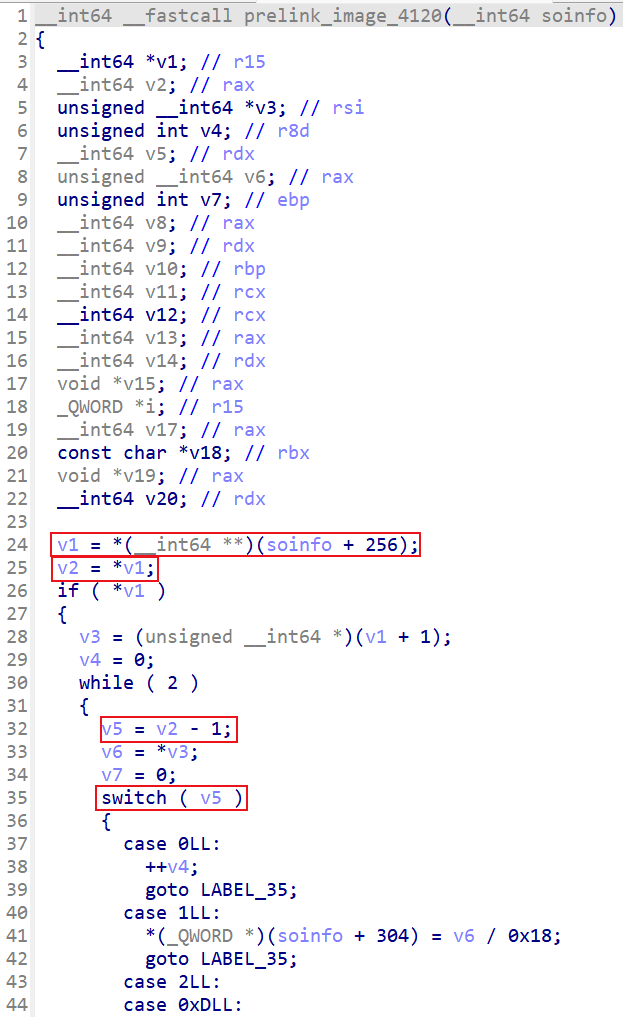 1 __int64 __fastcall prelink_image_4120(__int64 soinfo)
2 {
3 __int64 *v1; // r15
4 __int64 v2; // rax
5 unsigned __int64 *v3; // rsi
6 unsigned int v4; // r8d
7 __int64 v5; // rdx
8 unsigned __int64 v6; // rax
9 unsigned int v7; // ebp
10 __int64 v8; // rax
11 __int64 v9; // rdx
12 __int64 v10; // rbp
13 __int64 v11; // rcx
14 __int64 v12; // rcx
15 __int64 v13; // rax
16 __int64 v14; // rdx
17 void *v15; // rax
18 _QWORD *i; // r15
19 __int64 v17; // rax
20 const char *v18; // rbx
21 void *v19; // rax
22 __int64 v20; // rdx
23
24 v1 = *(__int64 **)(soinfo + 256);
25 v2 = *v1;
26 if ( *v1 )
27 {
28 v3 = (unsigned __int64 *)(v1 + 1);
29 v4 = 0;
30 while ( 2 )
31 {
32 v5 = v2 - 1;
33 v6 = *v3;
34 v7 = 0;
35 switch ( v5 )
36 {
37 case 0LL:
38 ++v4;
39 goto LABEL_35;
40 case 1LL:
41 *(_QWORD *)(soinfo + 304) = v6 / 0x18;
42 goto LABEL_35;
43 case 2LL:
44 case 0xDLL: